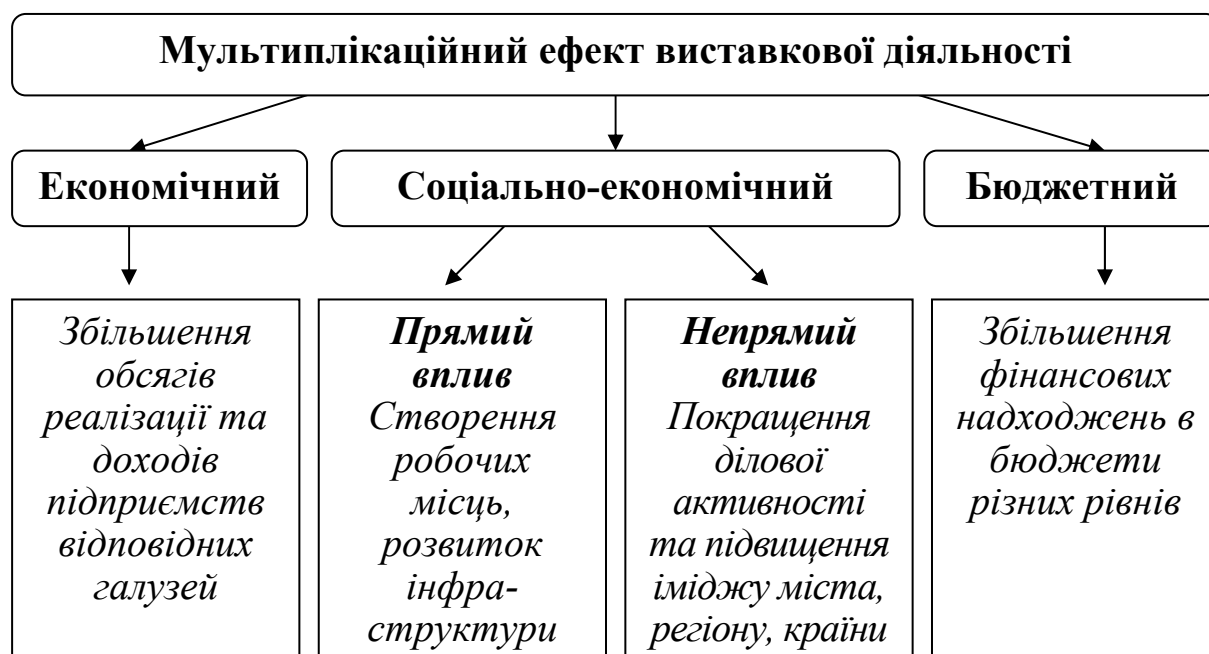 Мультиплікаційний ефект виставкової діяльності
Економічний
Соціально-економічний
Бюджетний
Збільшення
обсягів
реалізації та
доходів
підприємств
відповідних
галузей
Прямий
вплив
Створення
робочих
місць,
розвиток
інфра-
структури
Непрямий
вплив
Покращення
ділової
активності
та підвищення
іміджу міста,
регіону, країни
Збільшення
фінансових
надходжень в
бюджети
різних рівнів